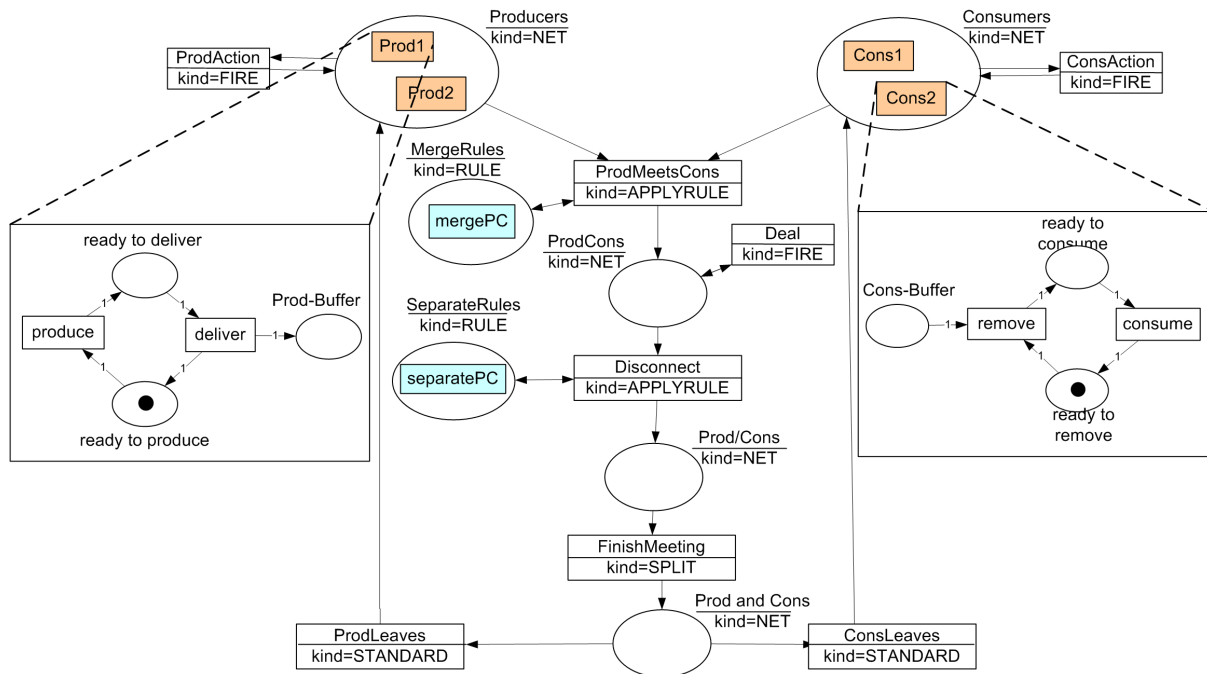 Producers
kind=NET
Prod1
Prod2
ProdAction
kind=FIRE
Consumers
kind=NET
Cons1
Cons2
ConsAction
kind=FIRE
MergeRules
kind=RULE
mergePC
ProdMeetsCons
kind=APPLYRULE
ProdCons
kind=NET
Deal
kind=FIRE
ready to deliver
Prod-Buffer
produce
deliver
ready to produce
1
1
1
1
1
SeparateRules
kind=RULE
separatePC
Disconnect
kind=APPLYRULE
ready to
consume
Cons-Buffer
remove
consume
ready to
remove
1
1
1
1
1
Prod/Cons
kind=NET
FinishMeeting
kind=SPLIT
Prod and Cons
kind=NET
ProdLeaves
kind=STANDARD
ConsLeaves
kind=STANDARD